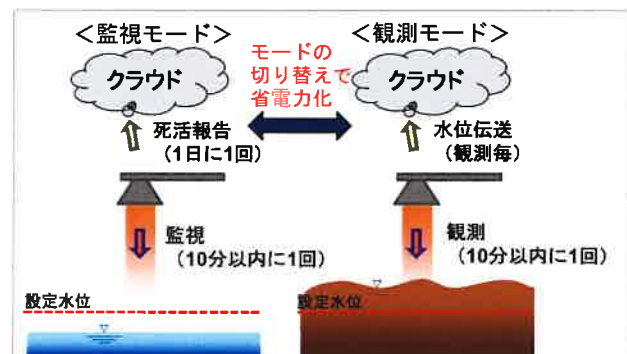 ＜監視モード＞
クラウド
死活報告
（1日に1回）
監視
（10分以内に1回）
設定水位
モードの
切り替えで
省電力化
＜観測モード＞
クラウド
水位伝送
（観測毎）
観測
（10分以内に1回）
設定水位